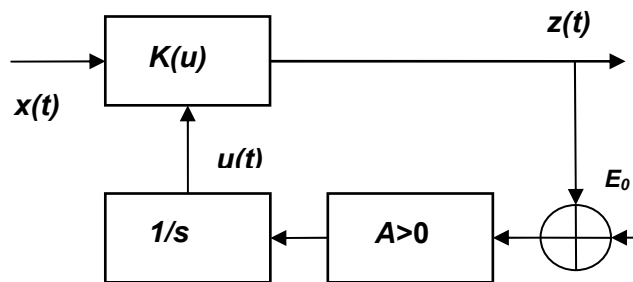 z(t)
K(u)
x(t)
u(t)
E₀
1/s
A>0